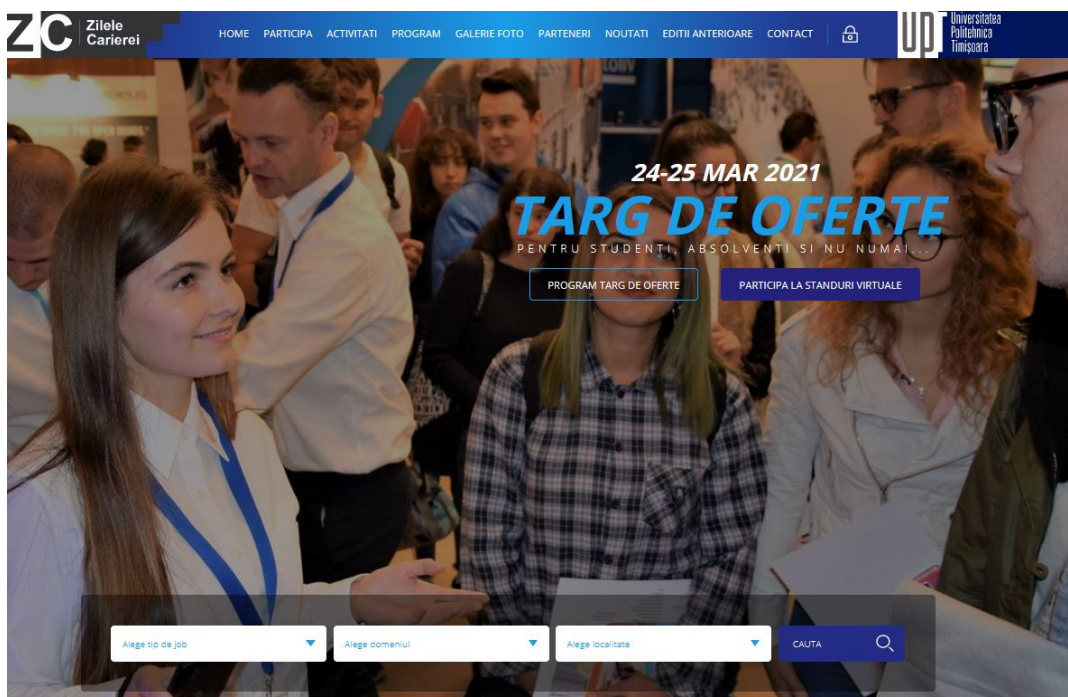 ZC Zilele
Carierei
HOME PARTICIPA ACTIVITATI PROGRAM GALERIE FOTO PARTENERI NOUTATI EDITII ANTERIOARE CONTACT
UPT Universitatea
Politehnica
Timișoara
24-25 MAR 2021
TARG DE OFERTE
PENTRU STUDENTI, ABSOLVENTI SI NU NUMAI...
PROGRAM TARG DE OFERTE PARTICIPA LA STANDURI VIRTUALE
Alege tip de job Alege domeniul Alege localitate CAUTA